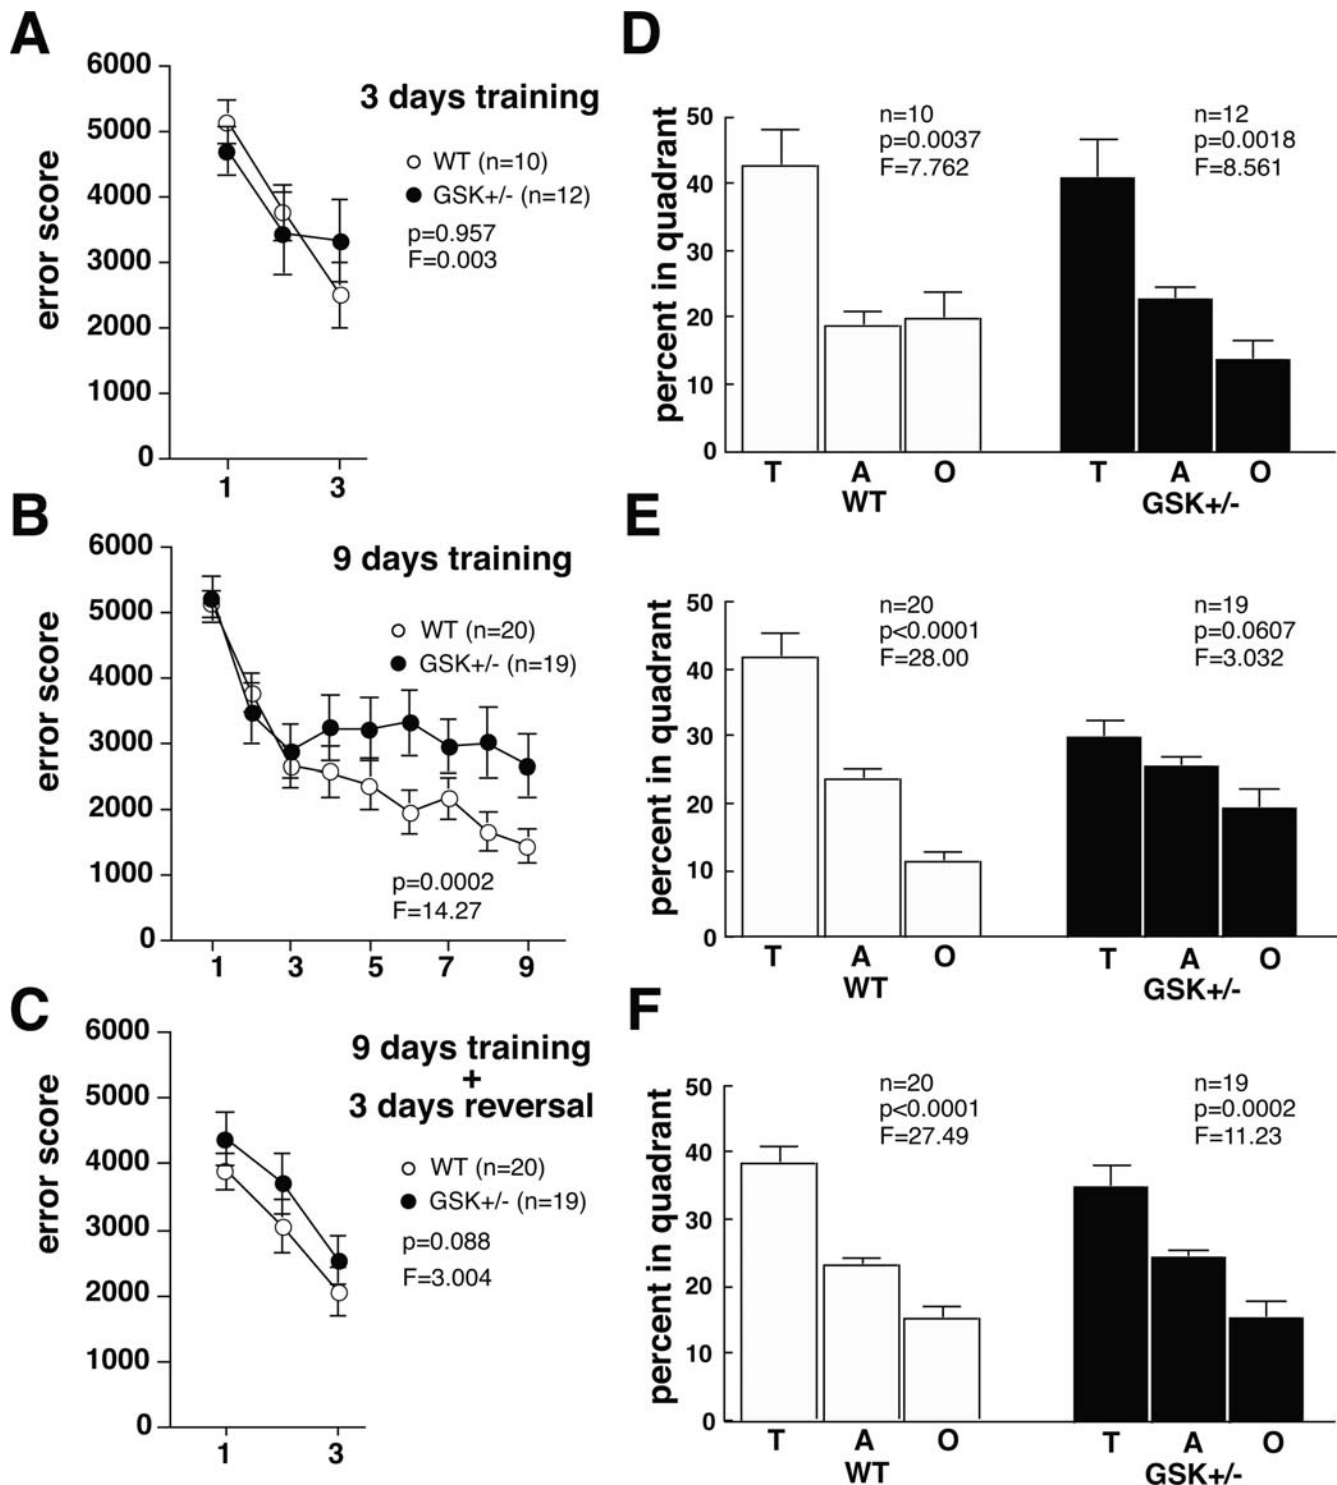 A
6000
5000
4000
3000
2000
1000
0
error score
3 days training
WT (n=10)
GSK+/- (n=12)
p=0.957
F=0.003
1 3
D
50
40
30
20
10
0
percent in quadrant
n=10
p=0.0037
F=7.762
n=12
p=0.0018
F=8.561
T A O T A O
WT GSK+/-
B
6000
5000
4000
3000
2000
1000
0
error score
9 days training
WT (n=20)
GSK+/- (n=19)
p=0.0002
F=14.27
1 3 5 7 9
E
50
40
30
20
10
0
percent in quadrant
n=20
p<0.0001
F=28.00
n=19
p=0.0607
F=3.032
T A O T A O
WT GSK+/-
C
6000
5000
4000
3000
2000
1000
0
error score
9 days training
+
3 days reversal
WT (n=20)
GSK+/- (n=19)
p=0.088
F=3.004
1 3
F
50
40
30
20
10
0
percent in quadrant
n=20
p<0.0001
F=27.49
n=19
p=0.0002
F=11.23
T A O T A O
WT GSK+/-